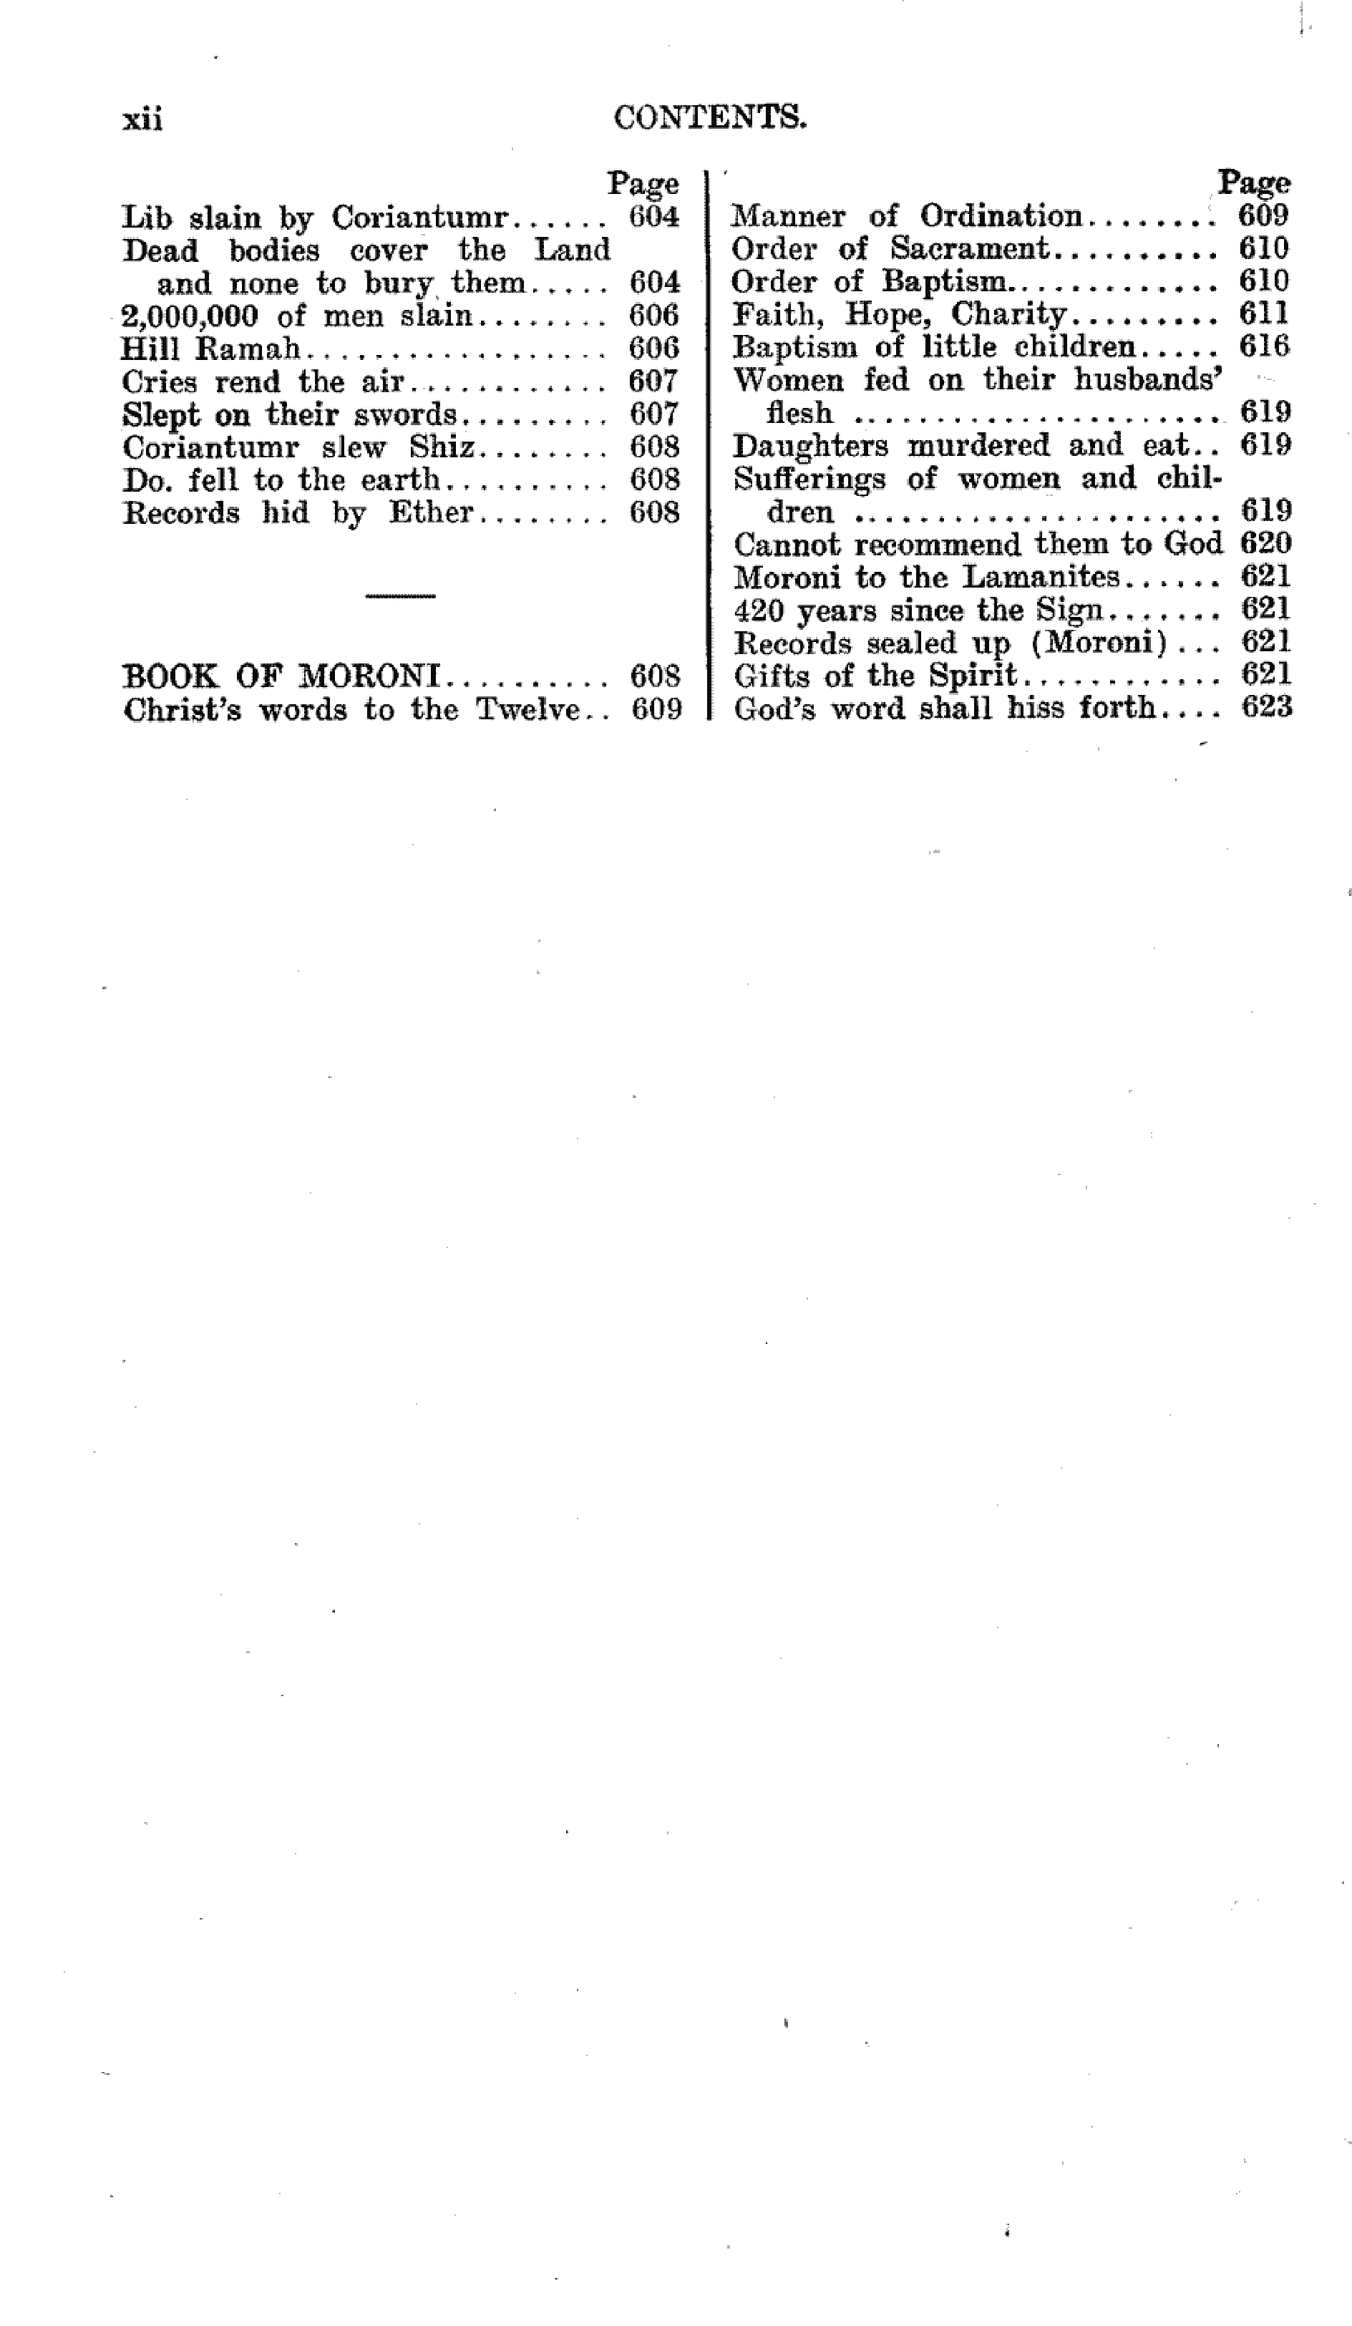 xii
CONTENTS.
Page
Lib slain by Coriantumr...... 604
Dead bodies cover the Land
and none to bury them..... 604
2,000,000 of men slain........ 606
Hill Ramah.................. 606
Cries rend the air............ 607
Slept on their swords......... 607
Coriantumr slew Shiz........ 608
Do. fell to the earth.......... 608
Records hid by Ether........ 608
BOOK OF MORONI.......... 608
Christ's words to the Twelve.. 609
Page
Manner of Ordination........ 609
Order of Sacrament.......... 610
Order of Baptism............. 610
Faith, Hope, Charity......... 611
Baptism of little children..... 616
Women fed on their husbands'
flesh ...................... 619
Daughters murdered and eat.. 619
Sufferings of women and chil-
dren ...................... 619
Cannot recommend them to God 620
Moroni to the Lamanites...... 621
420 years since the Sign....... 621
Records sealed up (Moroni)... 621
Gifts of the Spirit............ 621
God's word shall hiss forth.... 623